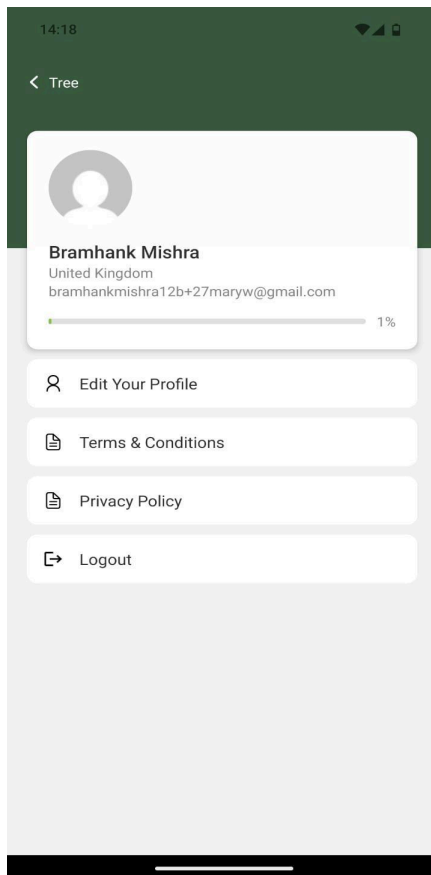 14:18
Tree
Bramhank Mishra
United Kingdom
bramhankmishra12b+27maryw@gmail.com
1%
Edit Your Profile
Terms & Conditions
Privacy Policy
Logout